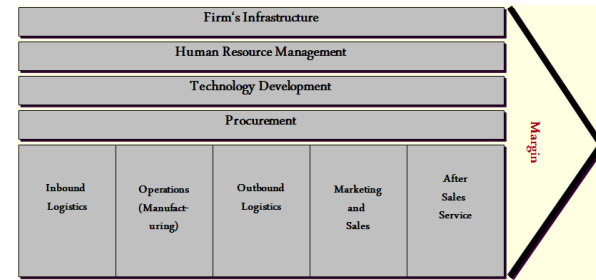 Firm's Infrastructure
Human Resource Management
Technology Development
Procurement
Inbound
Logistics
Operations
(Manufact-
uring)
Outbound
Logistics
Marketing
and
Sales
After
Sales
Service
Margin